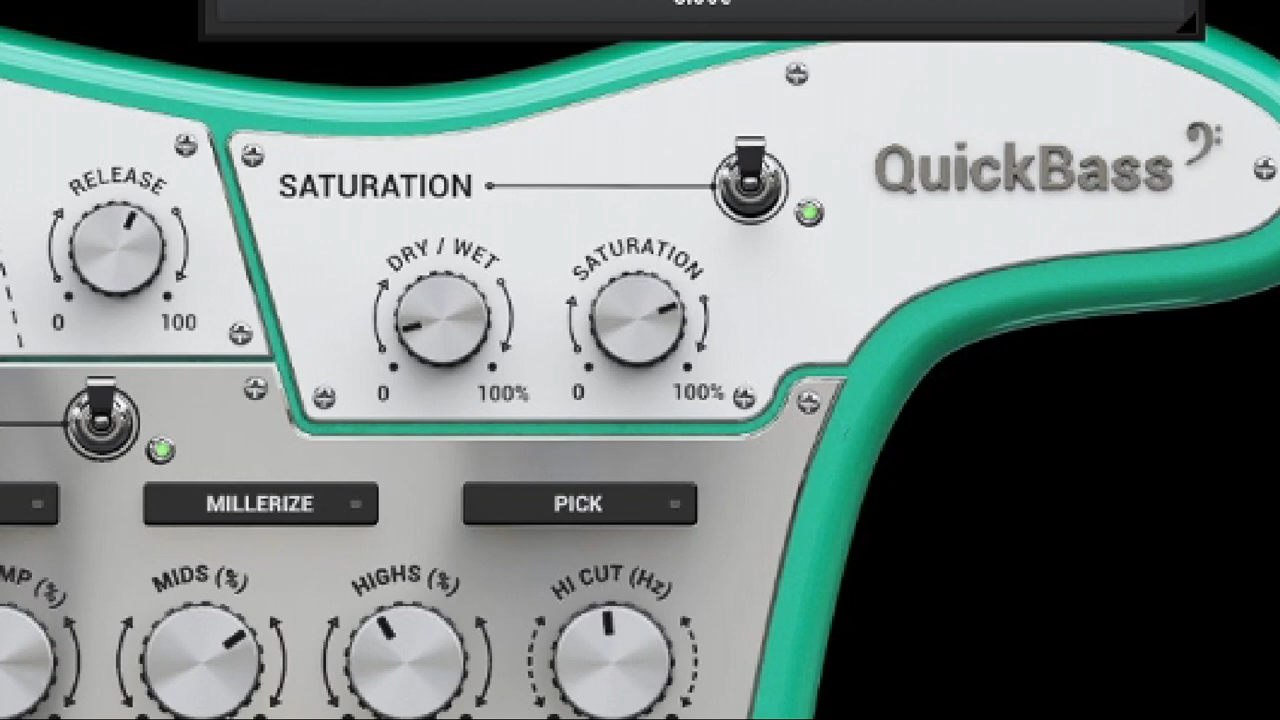 QuickBass
RELEASE
0 100
SATURATION
DRY / WET
0 100%
SATURATION
0 100%
MILLERIZE
PICK
MIDS (%)
HIGHS (%)
HI CUT (Hz)